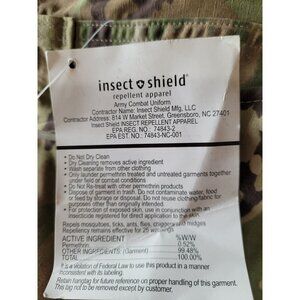 insect shield®
repellent apparel
Army Combat Uniform
Contractor Name: Insect Shield Mfg, LLC
Contractor Address: 814 W Market Street, Greensboro, NC 27401
Insect Shield INSECT REPELLENT APPAREL
EPA REG. NO.: 74843-2
EPA EST. NO.: 74843-NC-001
• Do Not Dry Clean
• Dry Cleaning removes active ingredient
• Wash separate from other clothing
• Only launder permethrin treated and untreated garments together
under field of combat conditions
• Do not Re-treat with other permethrin products
• Dispose of garment in trash. Do not contaminate water, food
or feed by storage or disposal. Do not reuse clothing/fabric for
purposes other than originally intended.
• For protection of exposed skin, use in conjunction with an
insecticide registered for direct application to the skin.
Repels mosquitoes, ticks, ants, flies, chiggers and midges
Repellency remains effective for 25
ACTIVE INGREDIENT %W/W
Permethrin 0.52%
OTHER INGREDIENTS (Garment) 99.48%
TOTAL 100.00%
It is a violation of Federal Law to use this product in a manner
inconsistent with its labeling.
Retain hangtag for future reference on proper handling of this garment.
This tag not to be removed except by customer.